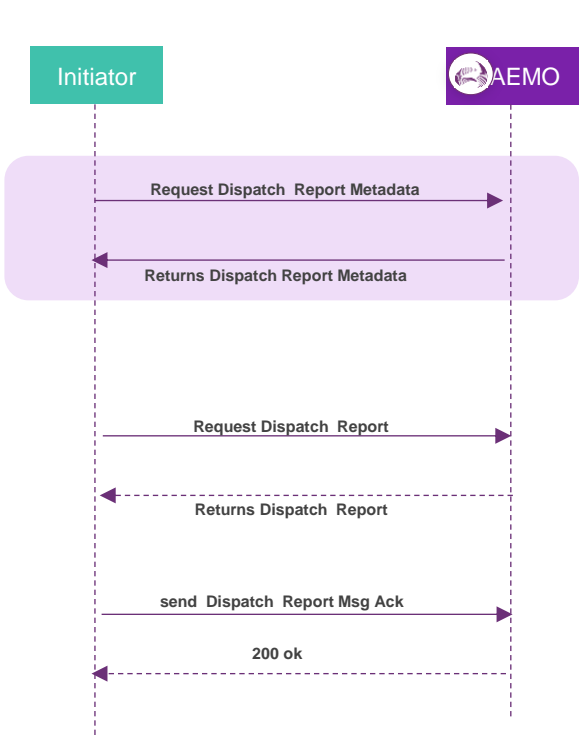 Initiator
AEMO
Request Dispatch Report Metadata
Returns Dispatch Report Metadata
Request Dispatch Report
Returns Dispatch Report
send Dispatch Report Msg Ack
200 ok